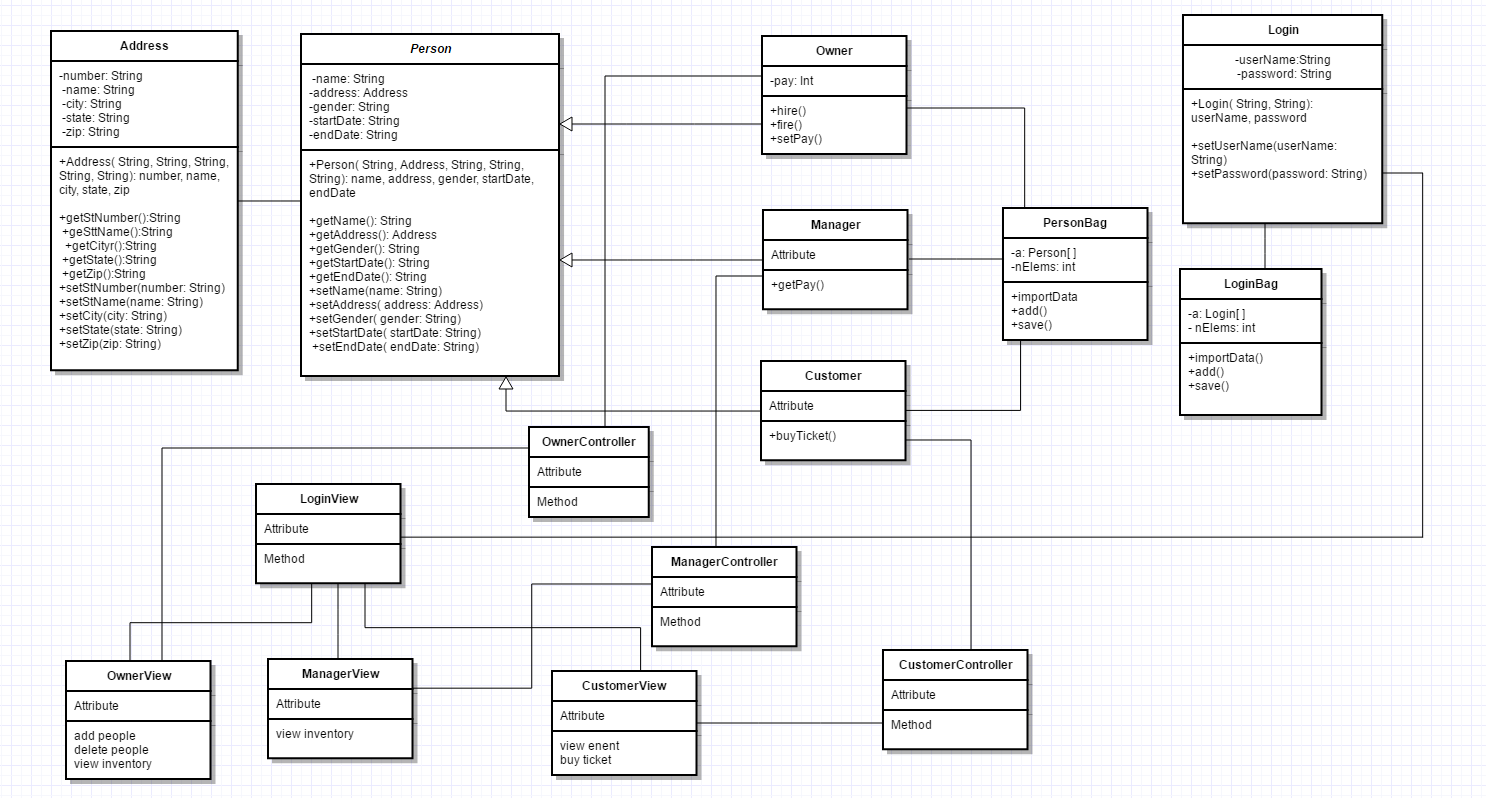 Address
-number: String
-name: String
-city: String
-state: String
-zip: String
+Address( String, String, String,
String, String): number, name,
city, state, zip
+getStNumber():String
+geSttName():String
+getCityr():String
+getState():String
+getZip():String
+setStNumber(number: String)
+setStName(name: String)
+setCity(city: String)
+setState(state: String)
+setZip(zip: String)
Person
-name: String
-address: Address
-gender: String
-startDate: String
-endDate: String
+Person( String, Address, String, String,
String): name, address, gender, startDate,
endDate
+getName(): String
+getAddress(): Address
+getGender(): String
+getStartDate(): String
+getEndDate(): String
+setName(name: String)
+setAddress( address: Address)
+setGender( gender: String)
+setStartDate( startDate: String)
+setEndDate( endDate: String)
Owner
-pay: Int
+hire()
+fire()
+setPay()
Manager
Attribute
+getPay()
Customer
Attribute
+buyTicket()
PersonBag
-a: Person[ ]
-nElems: int
+importData
+add()
+save()
Login
-userName:String
-password: String
+Login( String, String):
userName, password
+setUserName(userName:
String)
+setPassword(password: String)
LoginBag
-a: Login[ ]
- nElems: int
+importData()
+add()
+save()
OwnerController
Attribute
Method
LoginView
Attribute
Method
ManagerController
Attribute
Method
OwnerView
Attribute
add people
delete people
view inventory
ManagerView
Attribute
view inventory
CustomerView
Attribute
view enent
buy ticket
CustomerController
Attribute
Method